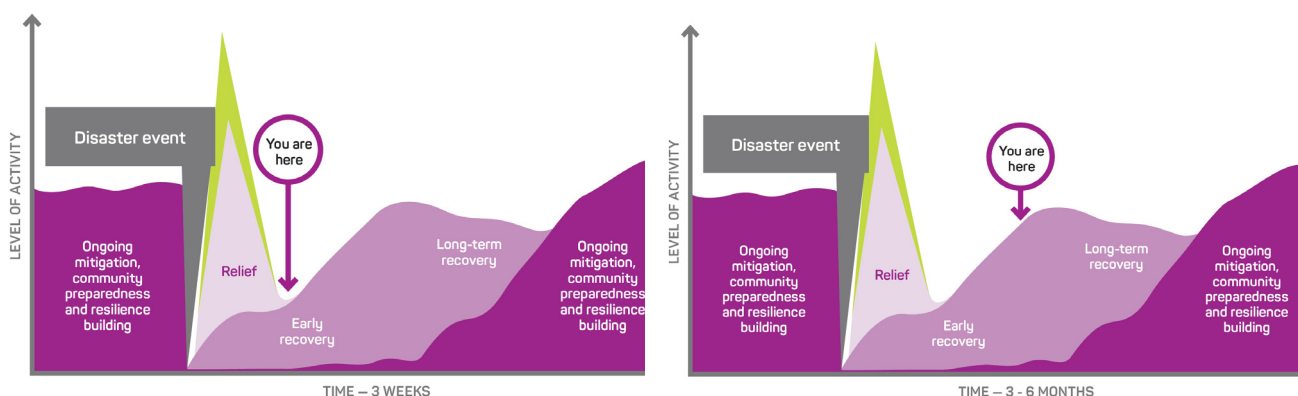 LEVEL OF ACTIVITY
Disaster event
You are
here
Ongoing
mitigation,
community
preparedness
and resilience
building
Relief
Early
recovery
Long-term
recovery
Ongoing
mitigation,
community
preparedness
and resilience
building
TIME – 3 WEEKS
LEVEL OF ACTIVITY
Disaster event
You are
here
Ongoing
mitigation,
community
preparedness
and resilience
building
Relief
Early
recovery
Long-term
recovery
Ongoing
mitigation,
community
preparedness
and resilience
building
TIME – 3 - 6 MONTHS